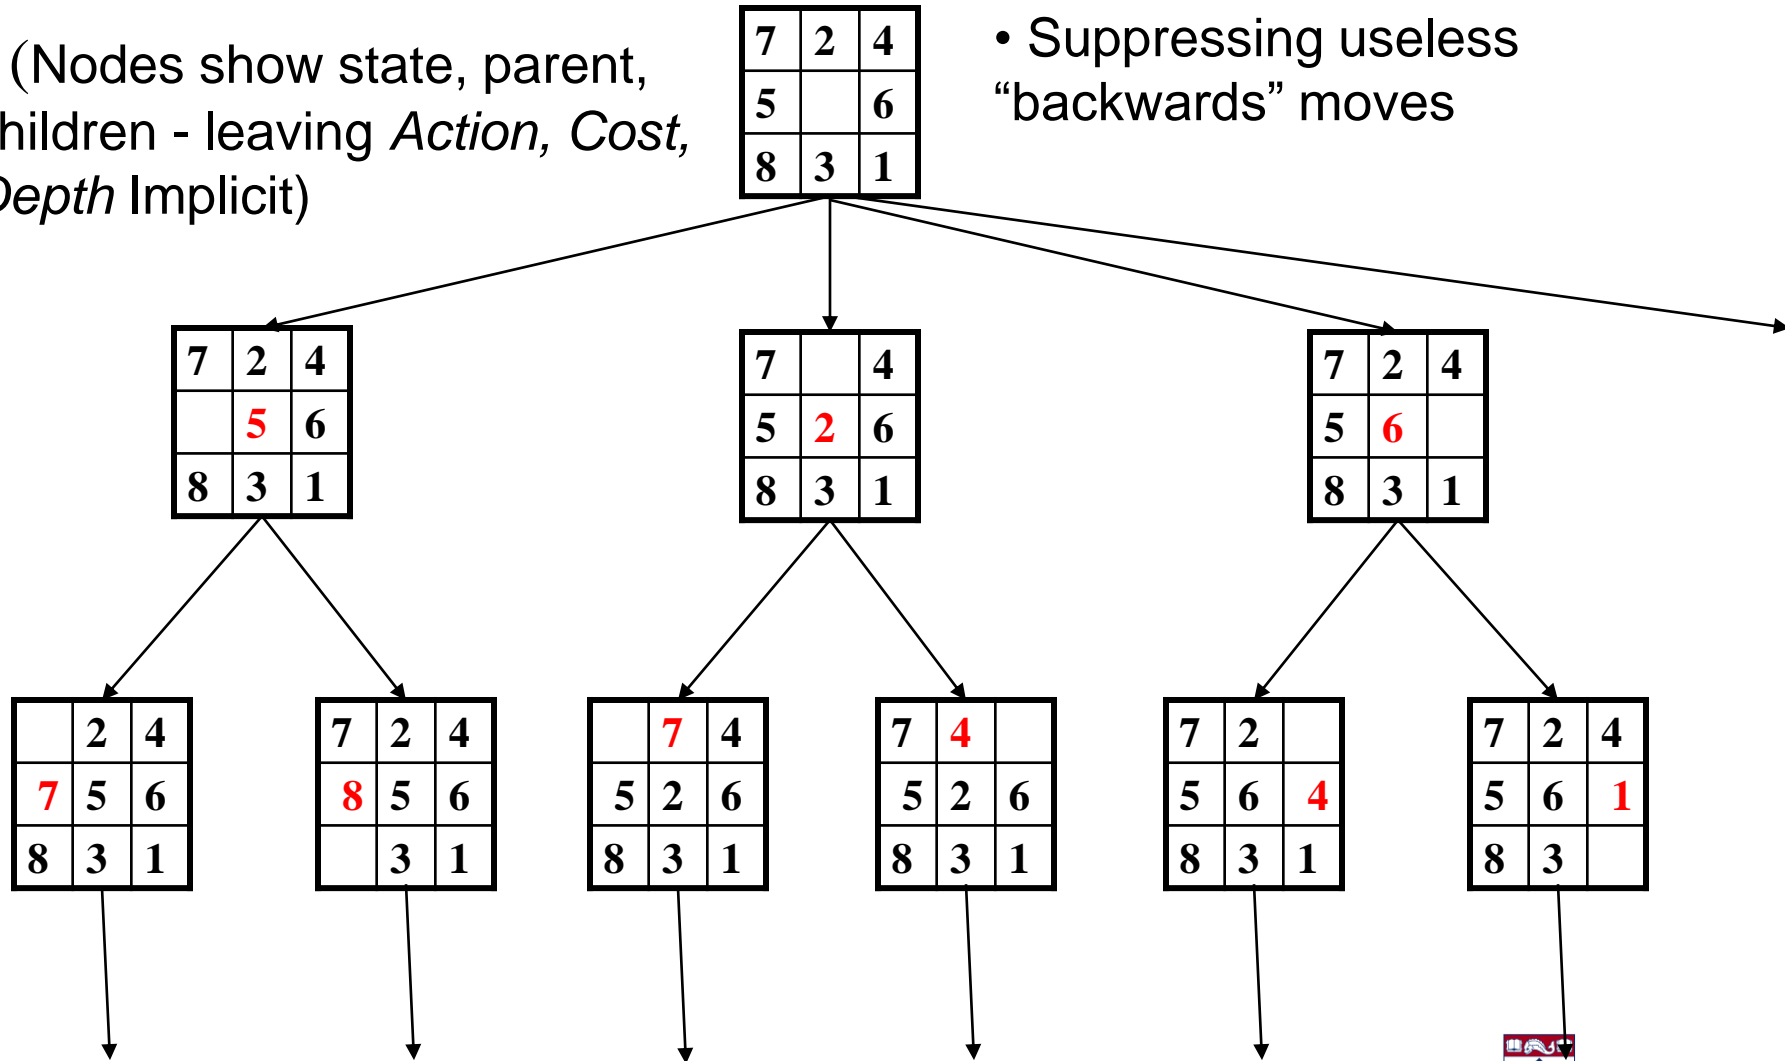 (Nodes show state, parent,
hildren - leaving Action, Cost,
Depth Implicit)
• Suppressing useless
“backwards” moves
7 2 4
5 6
8 3 1
7 2 4
5 6
8 3 1
7 4
5 2 6
8 3 1
7 2 4
5 6
8 3 1
2 4
7 5 6
8 3 1
7 2 4
8 5 6
3 1
7 4
5 2 6
8 3 1
7 4
5 2 6
8 3 1
7 2
5 6 4
8 3 1
7 2 4
5 6 1
8 3